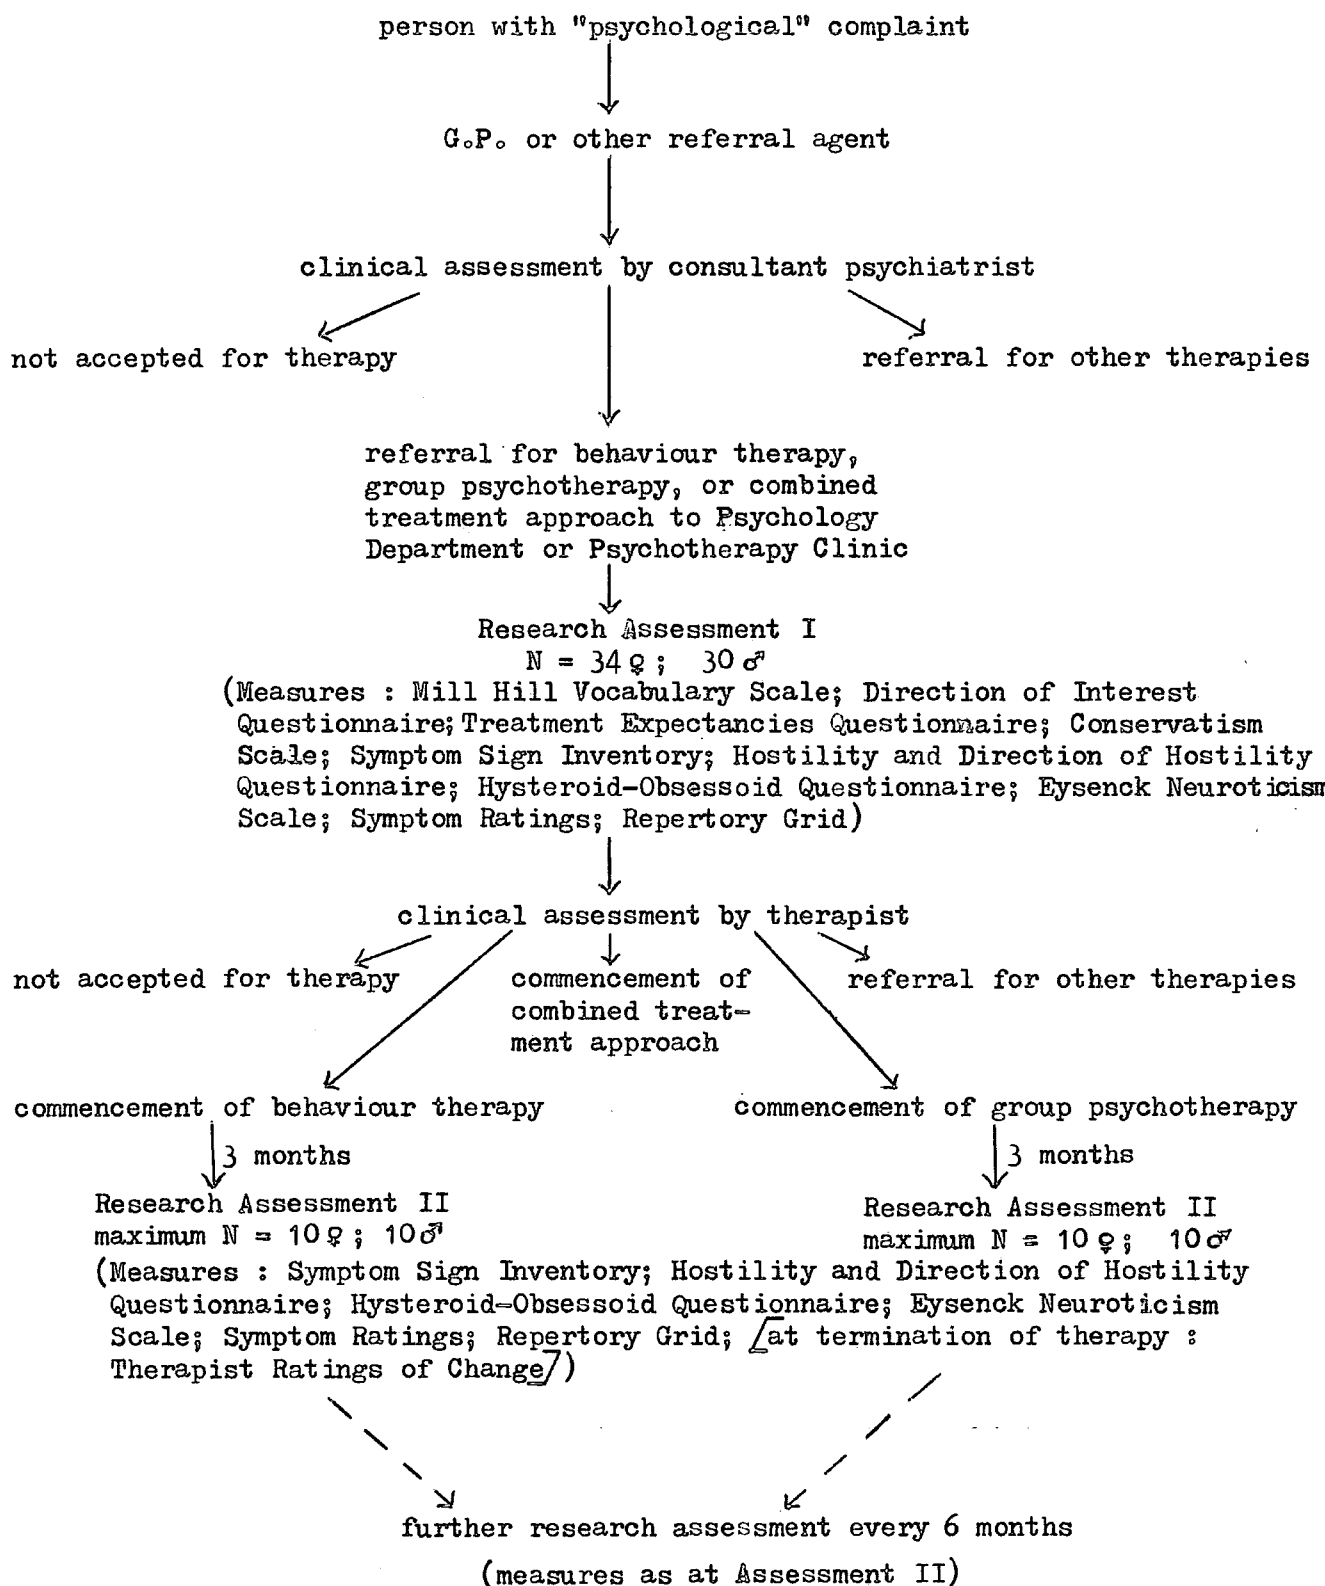 person with "psychological" complaint
G.P. or other referral agent
clinical assessment by consultant psychiatrist
not accepted for therapy
referral for other therapies
referral for behaviour therapy,
group psychotherapy, or combined
treatment approach to Psychology
Department or Psychotherapy Clinic
Research Assessment I
N = 34♀; 30♂
(Measures : Mill Hill Vocabulary Scale; Direction of Interest
Questionnaire; Treatment Expectancies Questionnaire; Conservatism
Scale; Symptom Sign Inventory; Hostility and Direction of Hostility
Questionnaire; Hysteroid-Obsessoid Questionnaire; Eysenck Neuroticism
Scale; Symptom Ratings; Repertory Grid)
clinical assessment by therapist
not accepted for therapy
commencement of
combined treat-
ment approach
referral for other therapies
commencement of behaviour therapy
commencement of group psychotherapy
3 months
3 months
Research Assessment II
maximum N = 10♀; 10♂
Research Assessment II
maximum N = 10♀; 10♂
(Measures : Symptom Sign Inventory; Hostility and Direction of Hostility
Questionnaire; Hysteroid-Obsessoid Questionnaire; Eysenck Neuroticism
Scale; Symptom Ratings; Repertory Grid; [at termination of therapy :
Therapist Ratings of Change])
further research assessment every 6 months
(measures as at Assessment II)